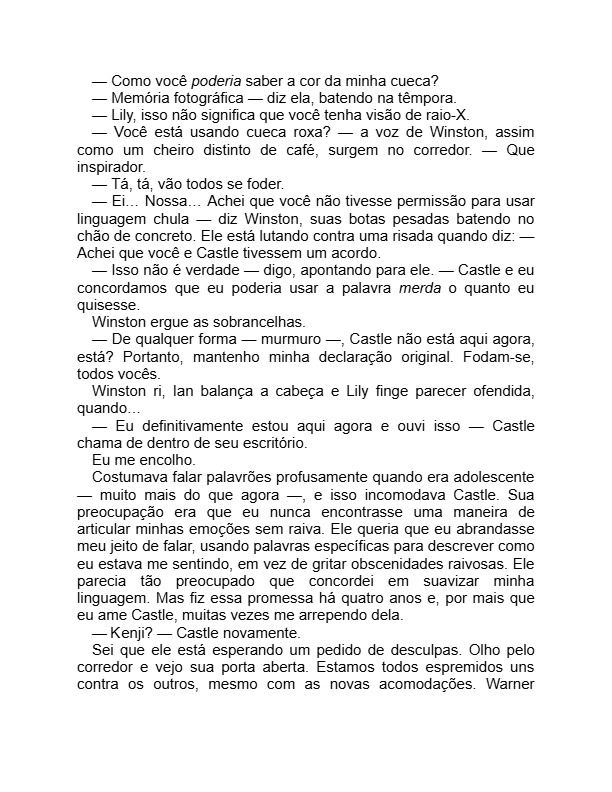 — Como você poderia saber a cor da minha cueca?
— Memória fotográfica — diz ela, batendo na têmpora.
— Lily, isso não significa que você tenha visão de raio-X.
— Você está usando cueca roxa? — a voz de Winston, assim
como um cheiro distinto de café, surgem no corredor. — Que
inspirador.
— Tá, tá, vão todos se foder.
— Ei… Nossa… Achei que você não tivesse permissão para usar
linguagem chula — diz Winston, suas botas pesadas batendo no
chão de concreto. Ele está lutando contra uma risada quando diz: —
Achei que você e Castle tivessem um acordo.
— Isso não é verdade — digo, apontando para ele. — Castle e eu
concordamos que eu poderia usar a palavra merda o quanto eu
quisesse.
Winston ergue as sobrancelhas.
— De qualquer forma — murmuro —, Castle não está aqui agora,
está? Portanto, mantenho minha declaração original. Fodam-se,
todos vocês.
Winston ri, Ian balança a cabeça e Lily finge parecer ofendida,
quando…
— Eu definitivamente estou aqui agora e ouvi isso — Castle
chama de dentro de seu escritório.
Eu me encolho.
Costumava falar palavrões profusamente quando era adolescente
— muito mais do que agora —, e isso incomodava Castle. Sua
preocupação era que eu nunca encontrasse uma maneira de
articular minhas emoções sem raiva. Ele queria que eu abrandasse
meu jeito de falar, usando palavras específicas para descrever como
eu estava me sentindo, em vez de gritar obscenidades raivosas. Ele
parecia tão preocupado que concordei em suavizar minha
linguagem. Mas fiz essa promessa há quatro anos e, por mais que
eu ame Castle, muitas vezes me arrependo dela.
— Kenji? — Castle novamente.
Sei que ele está esperando um pedido de desculpas. Olho pelo
corredor e vejo sua porta aberta. Estamos todos espremidos uns
contra os outros, mesmo com as novas acomodações. Warner